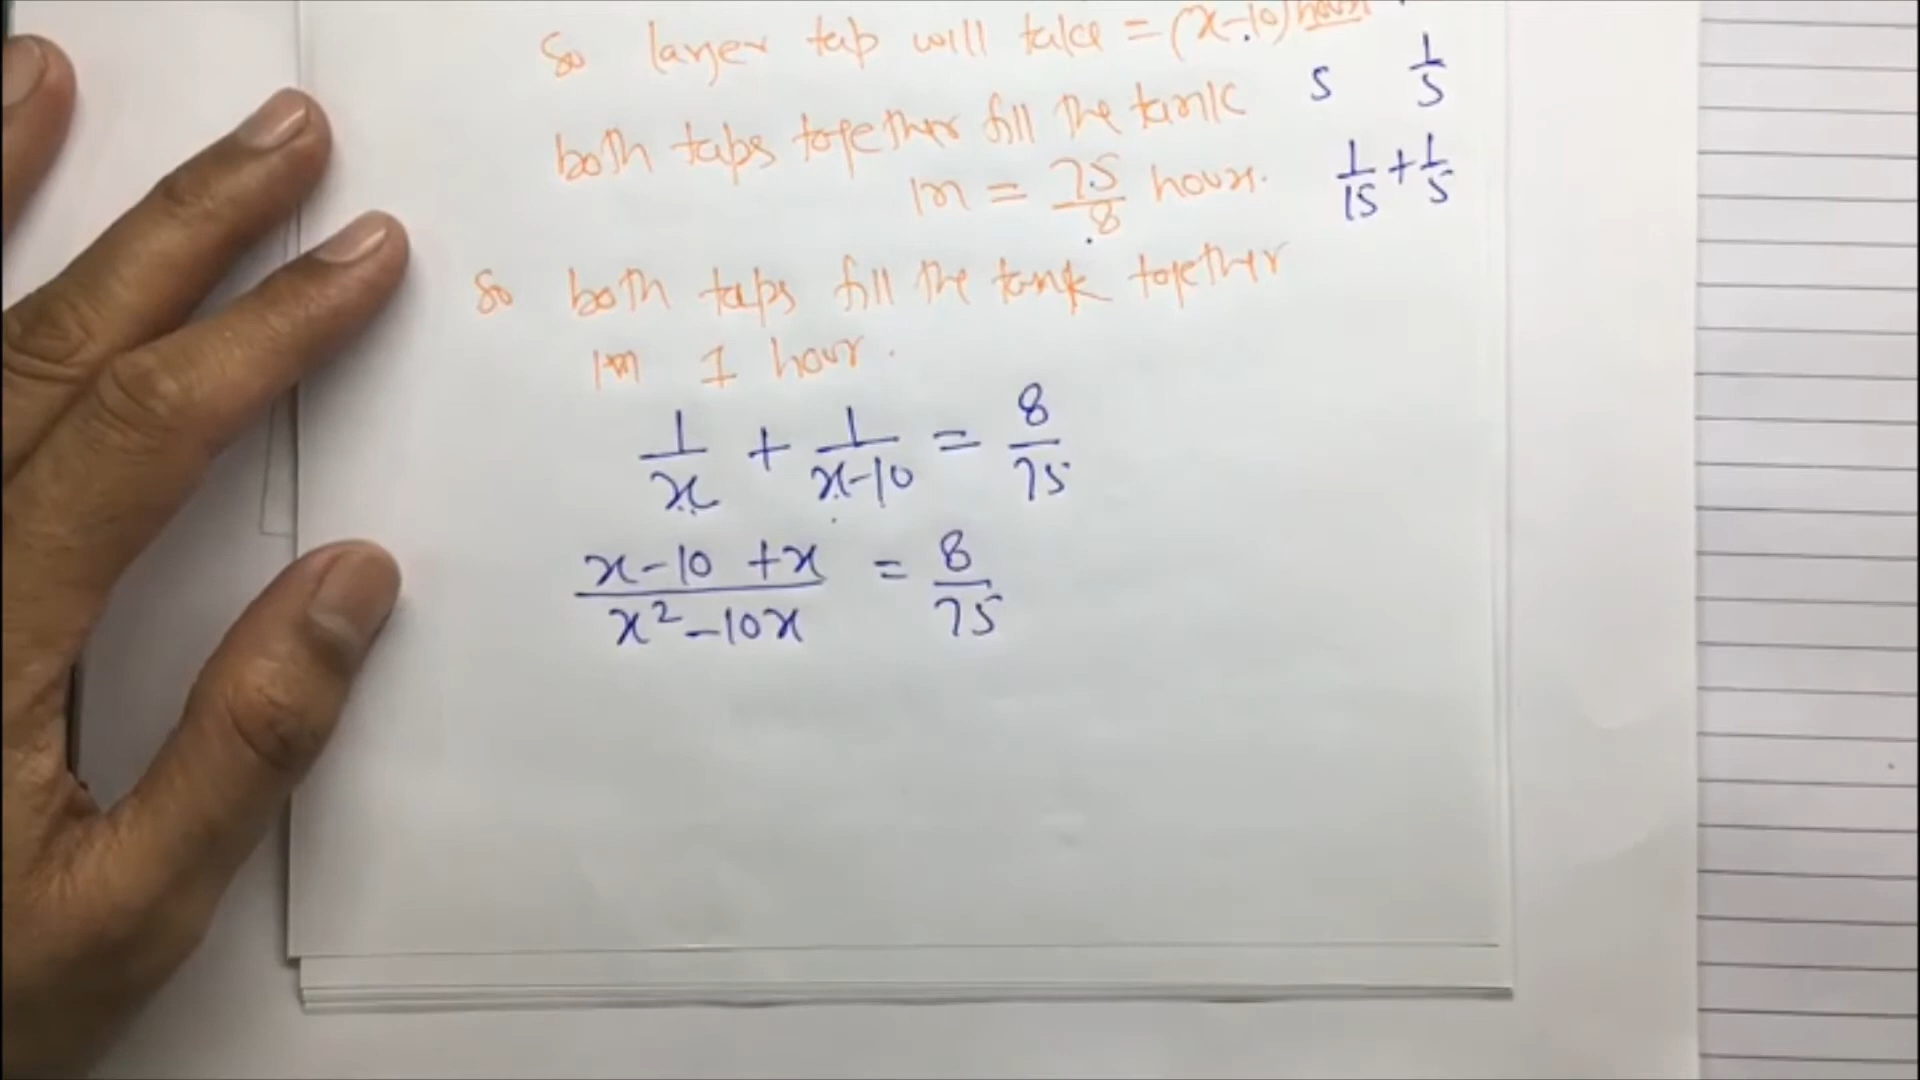 So larger tab will take = (x-10) hours
5 1/5
both tabs together fill the tank
in = 75/8 hours. 1/15 + 1/5
So both taps fill the tank together
in 1 hour.
1/x + 1/x-10 = 8/75
x-10 +x / x²-10x = 8/75